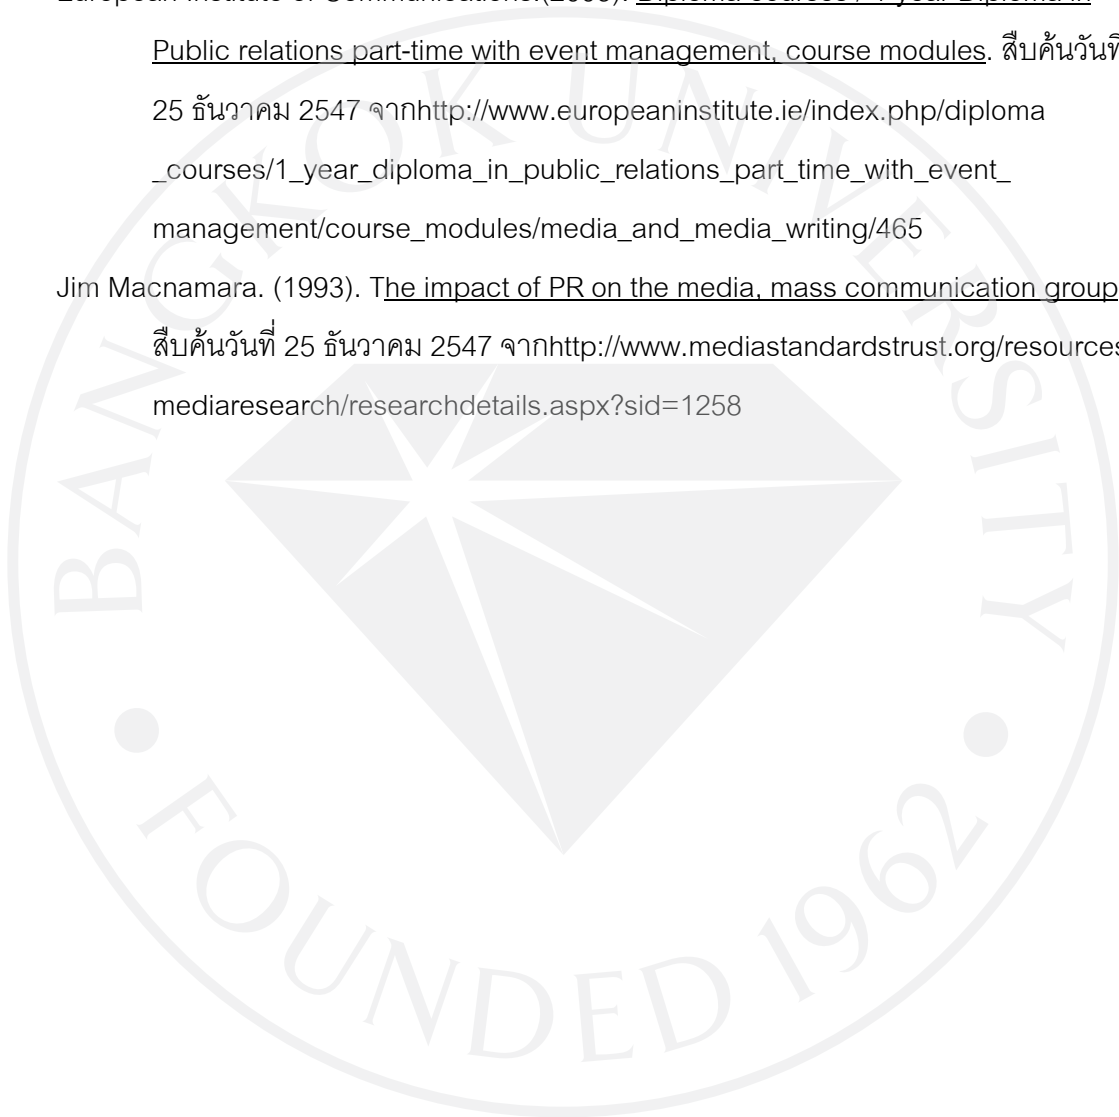 Public relations part-time with event management, course modules. สืบค้นวันที่
25 ธันวาคม 2547 จากhttp://www.europeaninstitute.ie/index.php/diploma
_courses/1_year_diploma_in_public_relations_part_time_with_event_
management/course_modules/media_and_media_writing/465
Jim Macnamara. (1993). The impact of PR on the media, mass communication group
สืบค้นวันที่ 25 ธันวาคม 2547 จากhttp://www.mediastandardstrust.org/resources
mediaresearch/researchdetails.aspx?sid=1258
BANGKOK UNIVERSITY
FOUNDED 1962